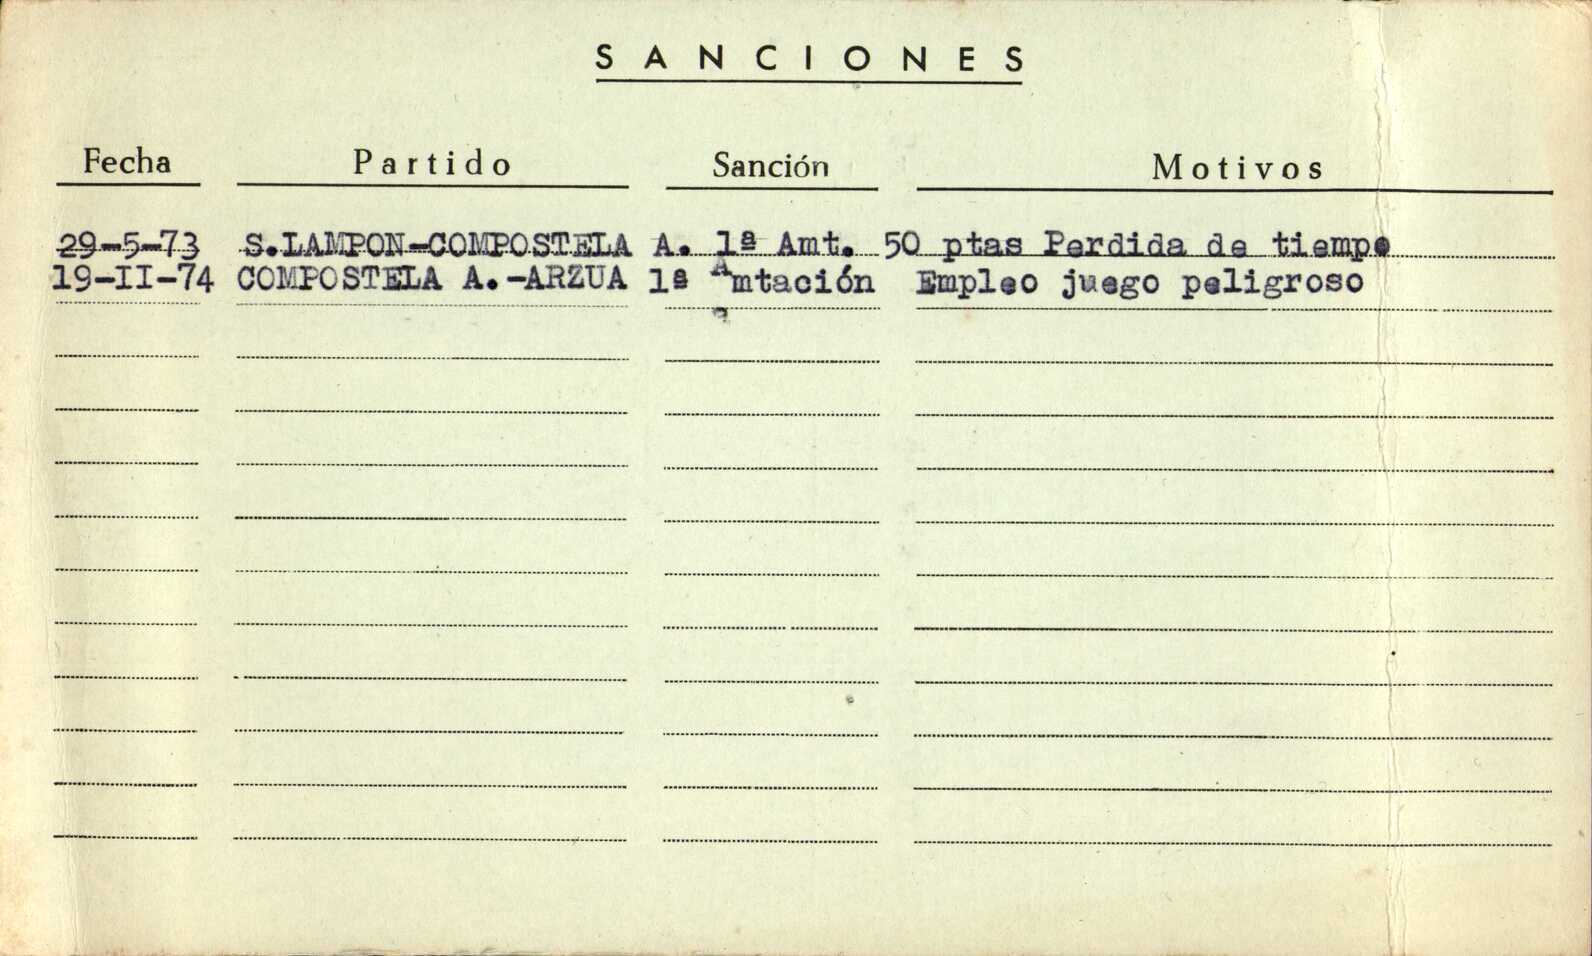 SANCIONES
Fecha Partido Sanción Motivos
29-5-73 S.LAMPON-COMPOSTELA A. 1ª Amt. 50 ptas Perdida de tiempo
19-II-74 COMPOSTELA A.-ARZUA 1ª Amtación Empleo juego peligroso